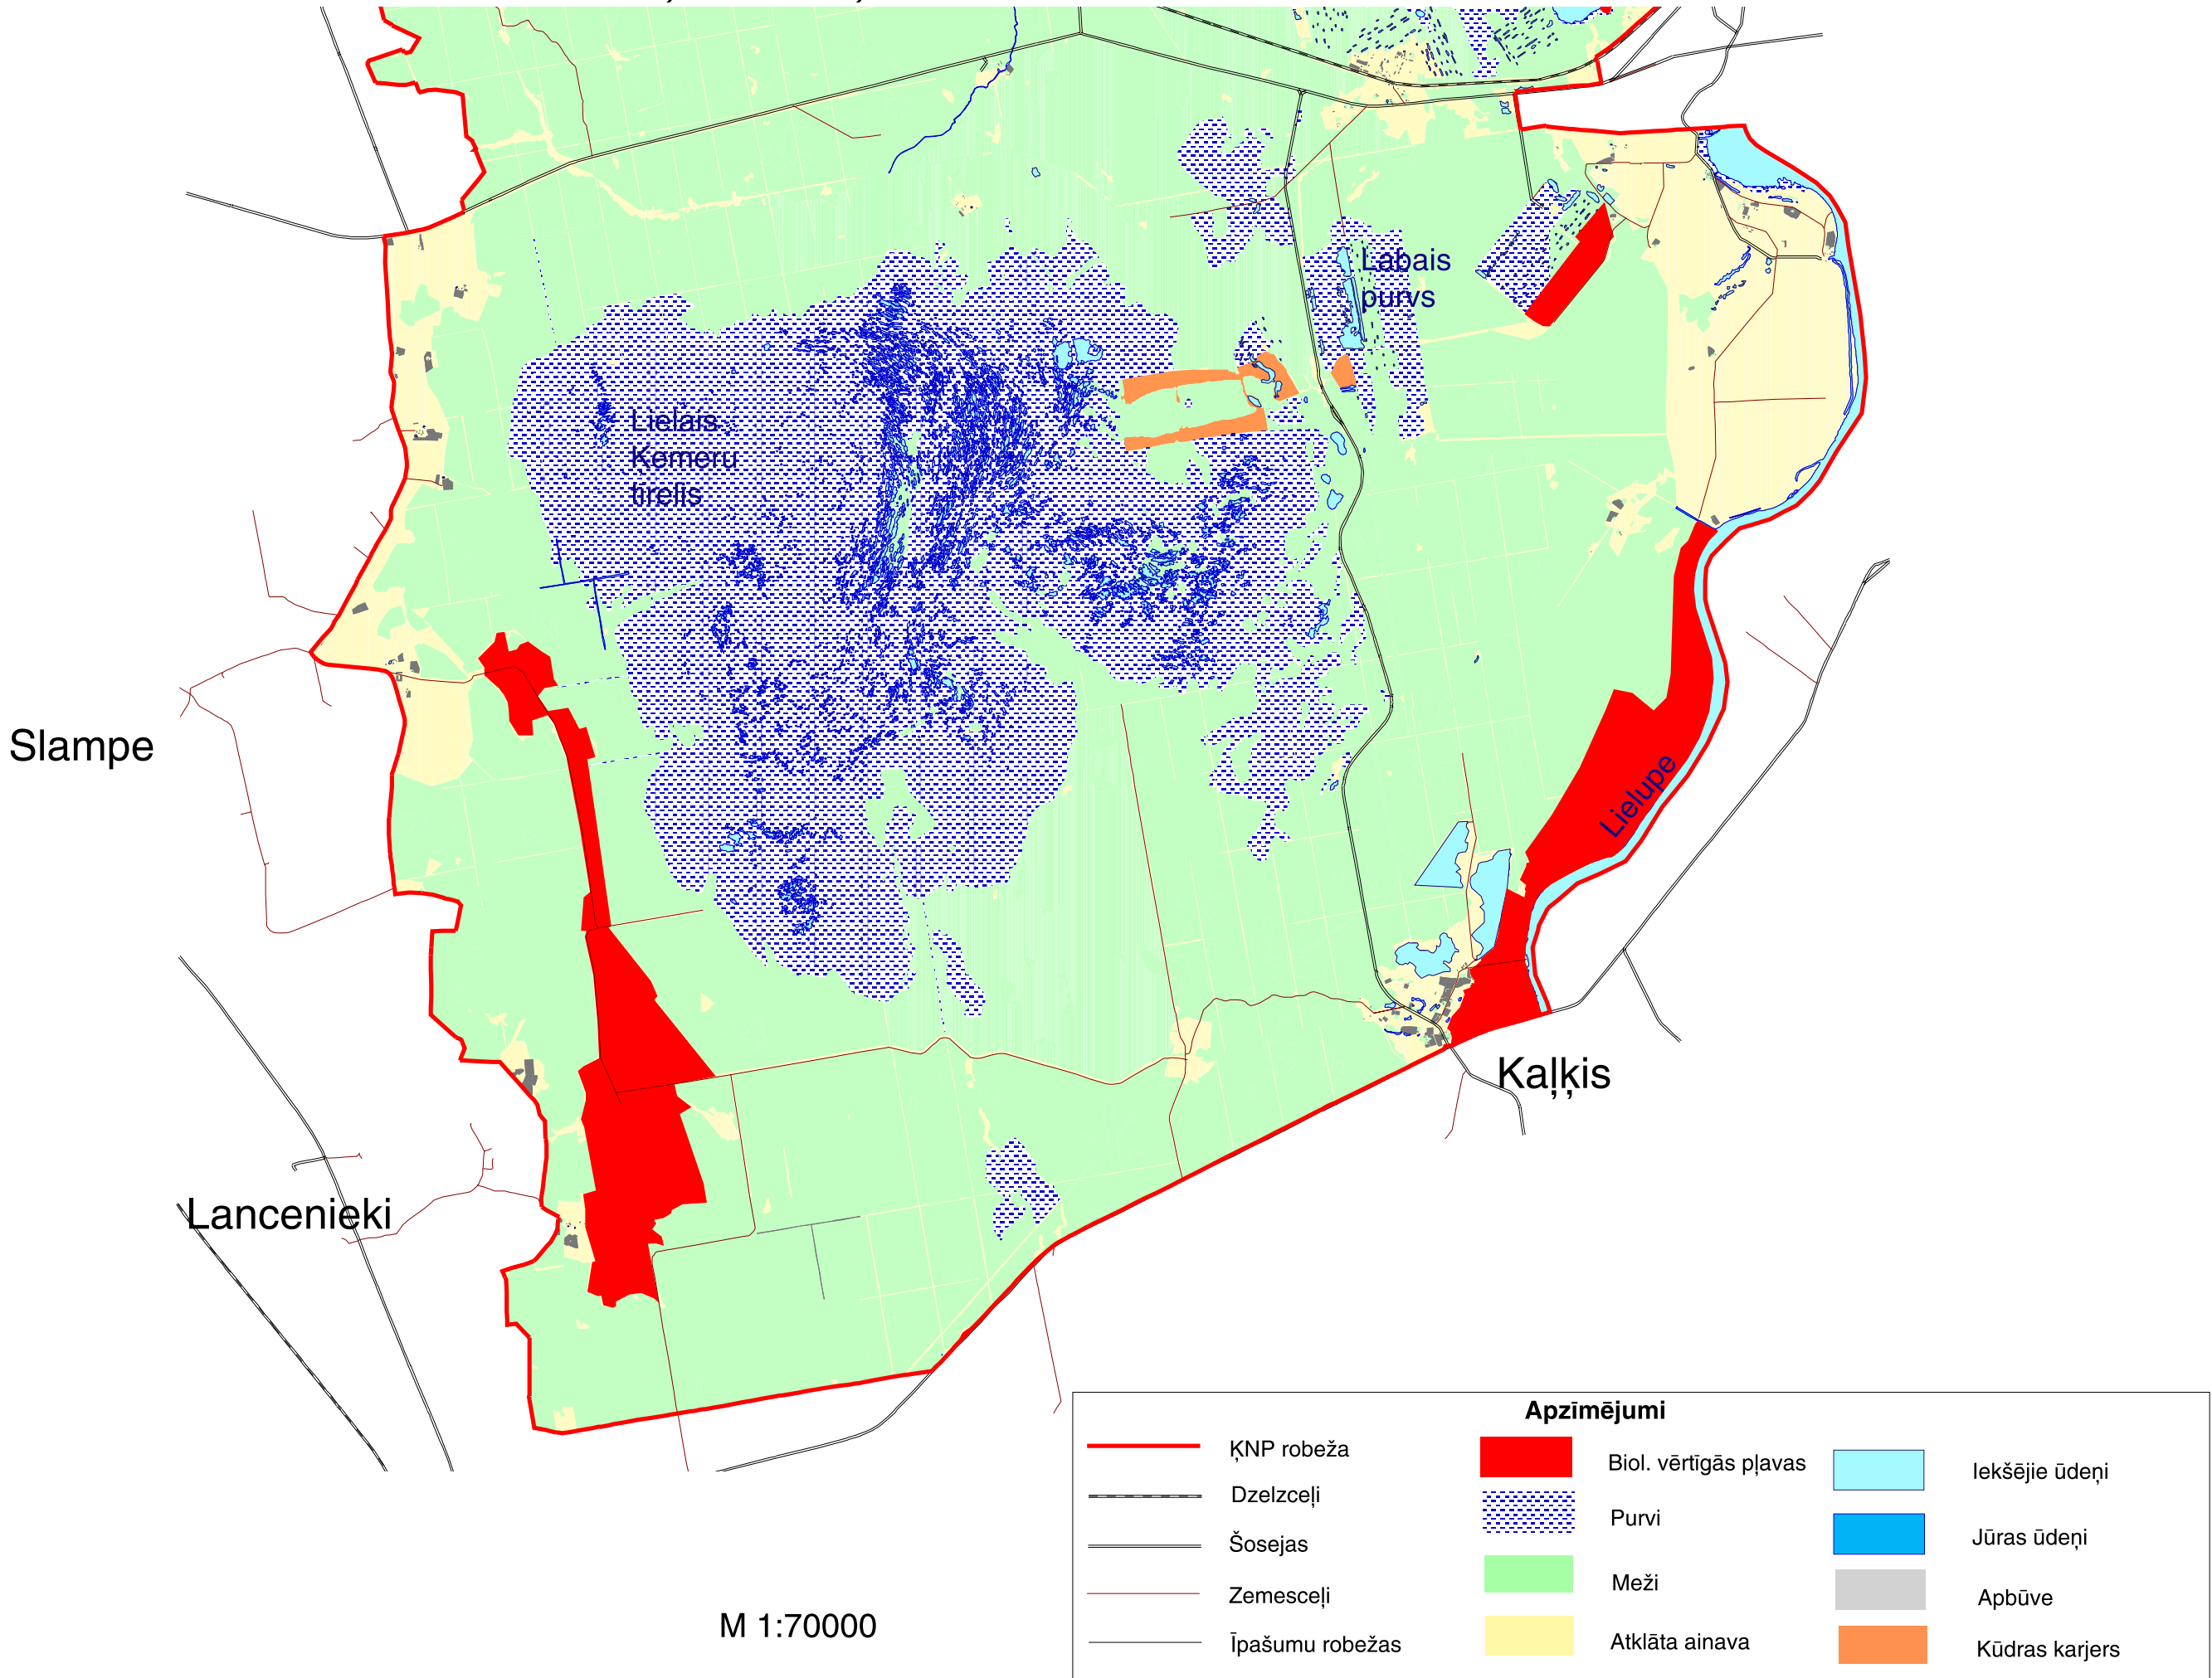 Labais
purvs
Lielais
Ķemeru
tīrelis
Slampe
Lielupe
Kaļķis
Lancenieki
M 1:70000
Apzīmējumi
ĶNP robeža
Dzelzceļi
Šosejas
Zemesceļi
Īpašumu robežas
Biol. vērtīgās pļavas
Purvi
Meži
Atklāta ainava
Iekšējie ūdeņi
Jūras ūdeņi
Apbūve
Kūdras karjers